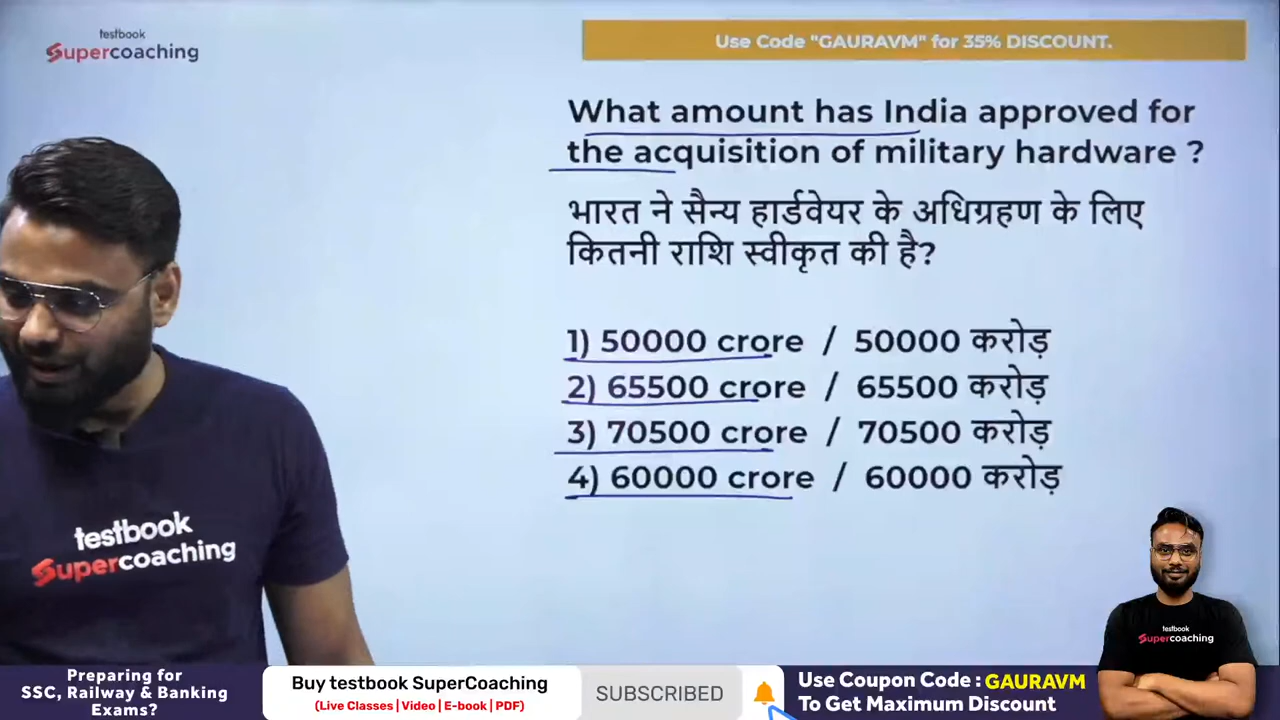 testbook
Supercoaching
Use Code "GAURAVM" for 35% DISCOUNT.
What amount has India approved for
the acquisition of military hardware ?
भारत ने सैन्य हार्डवेयर के अधिग्रहण के लिए
कितनी राशि स्वीकृत की है?
1) 50000 crore / 50000 करोड़
2) 65500 crore / 65500 करोड़
3) 70500 crore / 70500 करोड़
4) 60000 crore / 60000 करोड़
testbook
Supercoaching
testbook
Supercoaching
Preparing for
SSC, Railway & Banking
Exams?
Buy testbook SuperCoaching
(Live Classes | Video | E-book | PDF)
SUBSCRIBED
Use Coupon Code : GAURAVM
To Get Maximum Discount